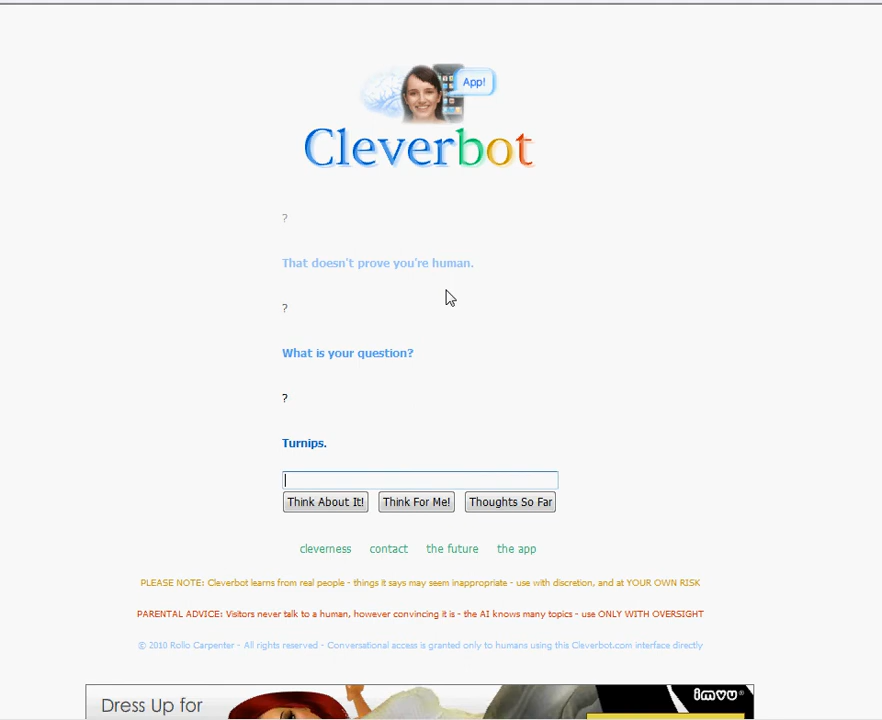 App!
Cleverbot
?
That doesn't prove you're human.
?
What is your question?
?
Turnips.
Think About It! Think For Me! Thoughts So Far
cleverness contact the future the app
PLEASE NOTE: Cleverbot learns from real people - things it says may seem inappropriate - use with discretion, and at YOUR OWN RISK
PARENTAL ADVICE: Visitors never talk to a human, however convincing it is - the AI knows many topics - use ONLY WITH OVERSIGHT
© 2010 Rollo Carpenter - All rights reserved - Conversational access is granted only to humans using this Cleverbot.com interface directly
Dress Up for
imvu®